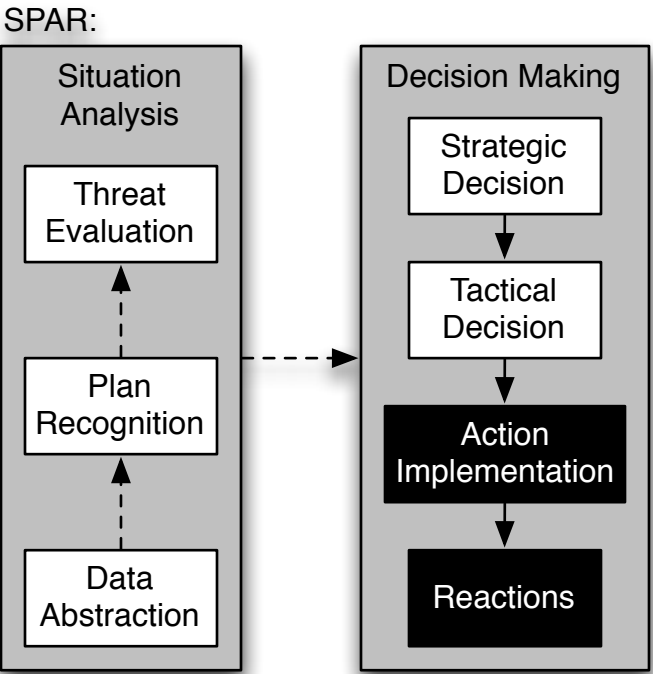 SPAR:
Situation
Analysis
Threat
Evaluation
Plan
Recognition
Data
Abstraction
Decision Making
Strategic
Decision
Tactical
Decision
Action
Implementation
Reactions